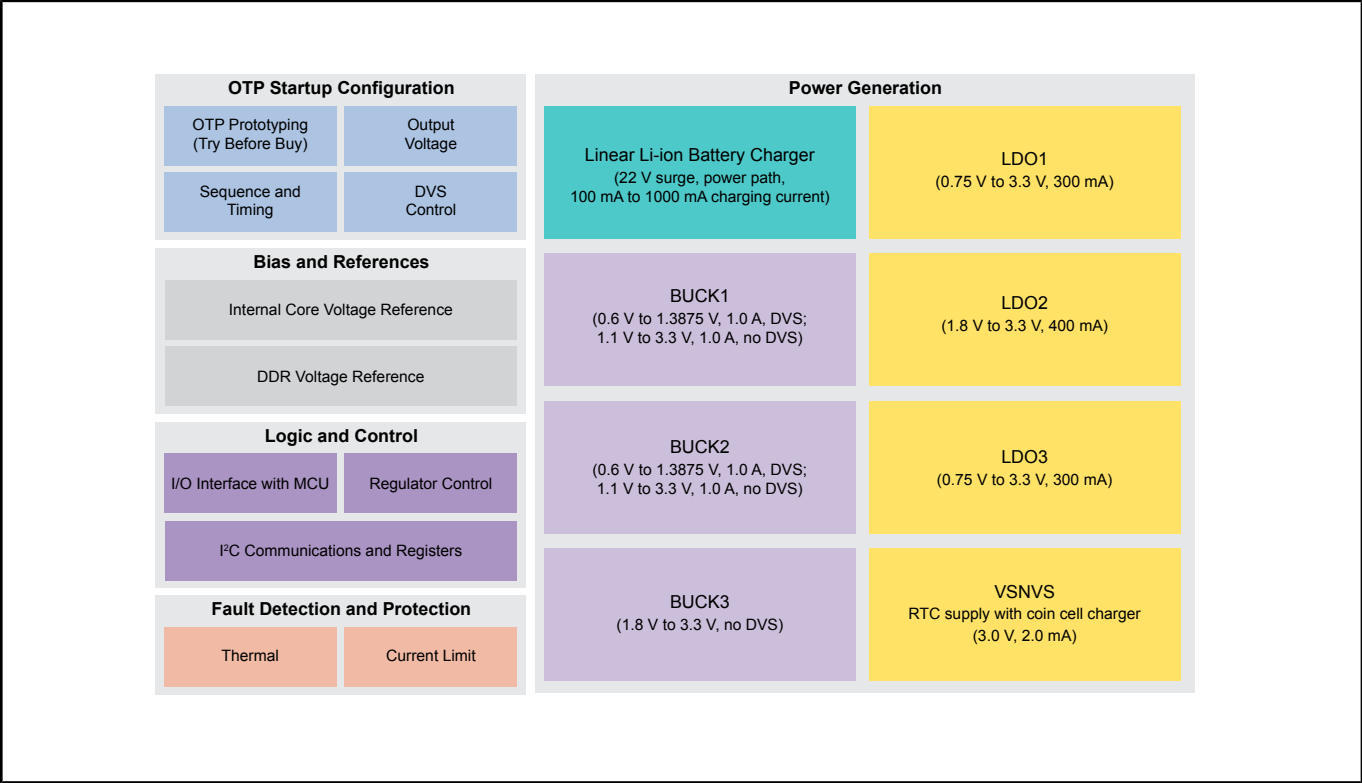 OTP Startup Configuration
OTP Prototyping
(Try Before Buy)
Output
Voltage
Sequence and
Timing
DVS
Control
Bias and References
Internal Core Voltage Reference
DDR Voltage Reference
Logic and Control
I/O Interface with MCU
Regulator Control
I²C Communications and Registers
Fault Detection and Protection
Thermal
Current Limit
Power Generation
Linear Li-ion Battery Charger
(22 V surge, power path,
100 mA to 1000 mA charging current)
LDO1
(0.75 V to 3.3 V, 300 mA)
BUCK1
(0.6 V to 1.3875 V, 1.0 A, DVS;
1.1 V to 3.3 V, 1.0 A, no DVS)
LDO2
(1.8 V to 3.3 V, 400 mA)
BUCK2
(0.6 V to 1.3875 V, 1.0 A, DVS;
1.1 V to 3.3 V, 1.0 A, no DVS)
LDO3
(0.75 V to 3.3 V, 300 mA)
BUCK3
(1.8 V to 3.3 V, no DVS)
VSNVS
RTC supply with coin cell charger
(3.0 V, 2.0 mA)